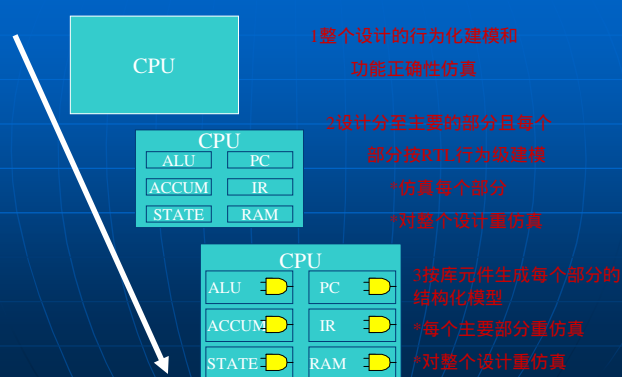 CPU
1整个设计的行为化建模和
功能正确性仿真
CPU
ALU PC
ACCUM IR
STATE RAM
2设计分至主要的部分且每个
部分按RTL行为级建模
*仿真每个部分
*对整个设计重仿真
CPU
ALU PC
ACCUM IR
STATE RAM
3按库元件生成每个部分的
结构化模型
*每个主要部分重仿真
*对整个设计重仿真